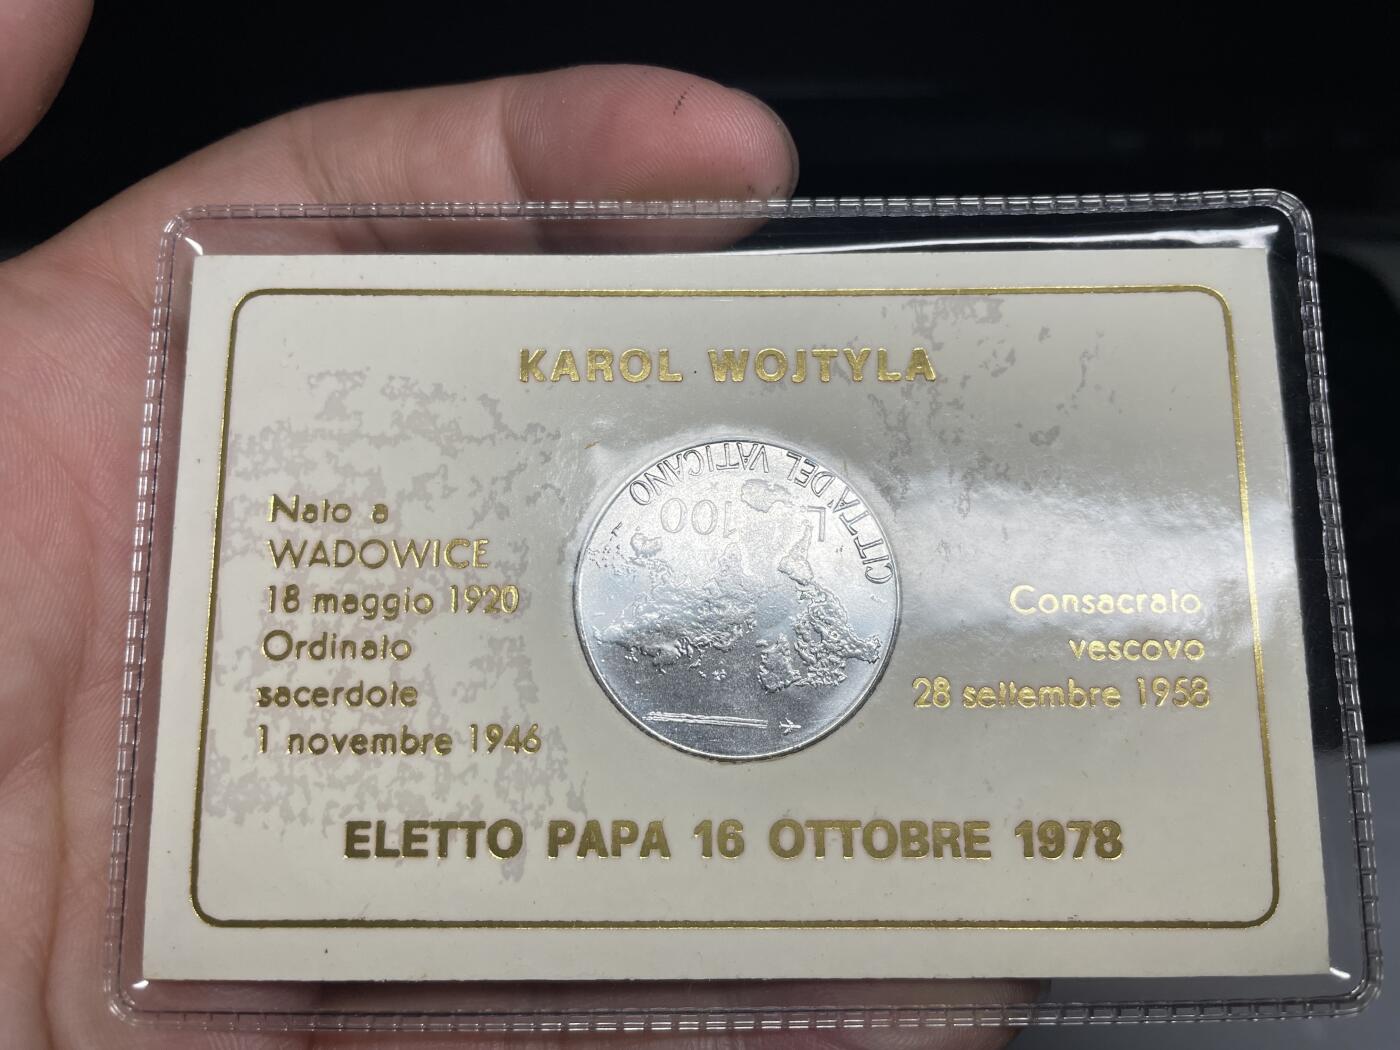 KAROL WOJTYLA
Nato a
WADOWICE
18 maggio 1920
Ordinato
sacerdote
1 novembre 1946
CITTA' DEL VATICANO
L. 100
Consacrato
vescovo
28 settembre 1958
ELETTO PAPA 16 OTTOBRE 1978